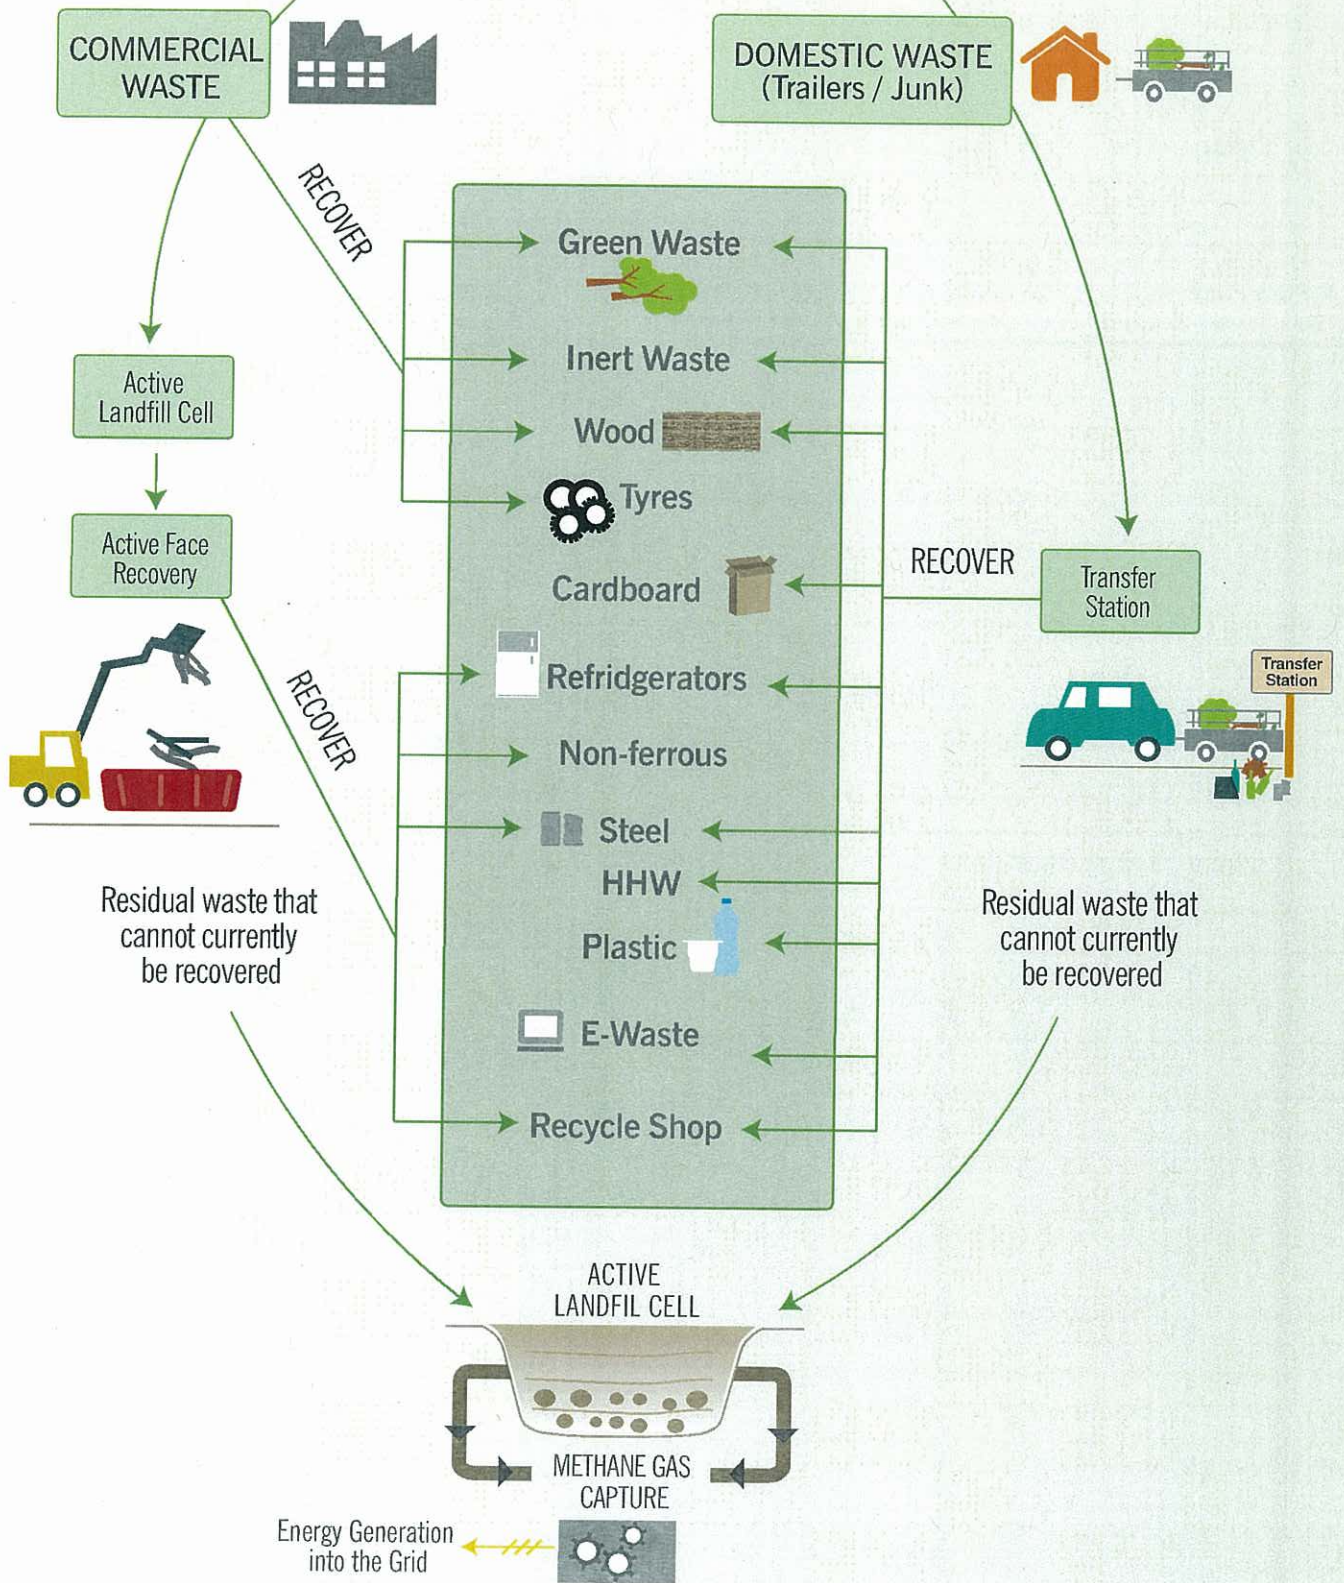 COMMERCIAL
WASTE
DOMESTIC WASTE
(Trailers / Junk)
RECOVER
Green Waste
Inert Waste
Wood
Tyres
Cardboard
Refridgerators
Non-ferrous
Steel
HHW
Plastic
E-Waste
Recycle Shop
Active
Landfill Cell
Active Face
Recovery
RECOVER
RECOVER
Transfer
Station
Transfer
Station
Residual waste that
cannot currently
be recovered
Residual waste that
cannot currently
be recovered
ACTIVE
LANDFIL CELL
METHANE GAS
CAPTURE
Energy Generation
into the Grid